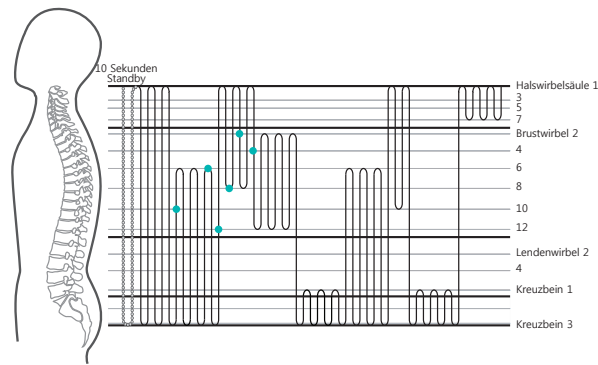 10 Sekunden
Standby
Halswirbelsäule 1
3
5
7
Brustwirbel 2
4
6
8
10
12
Lendenwirbel 2
4
Kreuzbein 1
Kreuzbein 3